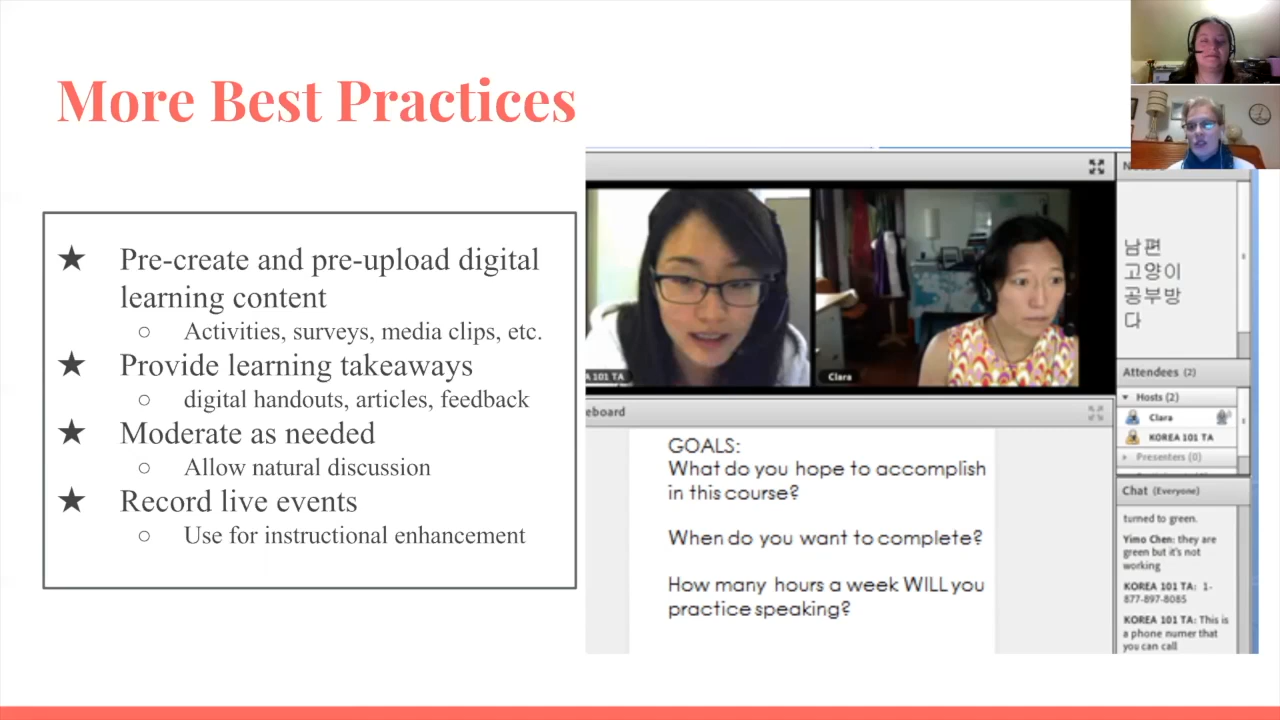 More Best Practices
★ Pre-create and pre-upload digital
learning content
○ Activities, surveys, media clips, etc.
★ Provide learning takeaways
○ digital handouts, articles, feedback
★ Moderate as needed
○ Allow natural discussion
★ Record live events
○ Use for instructional enhancement
101 TA
Clara
eboard
GOALS:
What do you hope to accomplish
in this course?
When do you want to complete?
How many hours a week WILL you
practice speaking?
남편
고양이
공부방
다
Attendees (2)
Hosts (2)
Clara
KOREA 101 TA
Presenters (0)
Chat (Everyone)
turned to green.
Yimo Chen: they are
green but it's not
working
KOREA 101 TA: 1-
877-897-8085
KOREA 101 TA: This is
a phone numer that
you can call